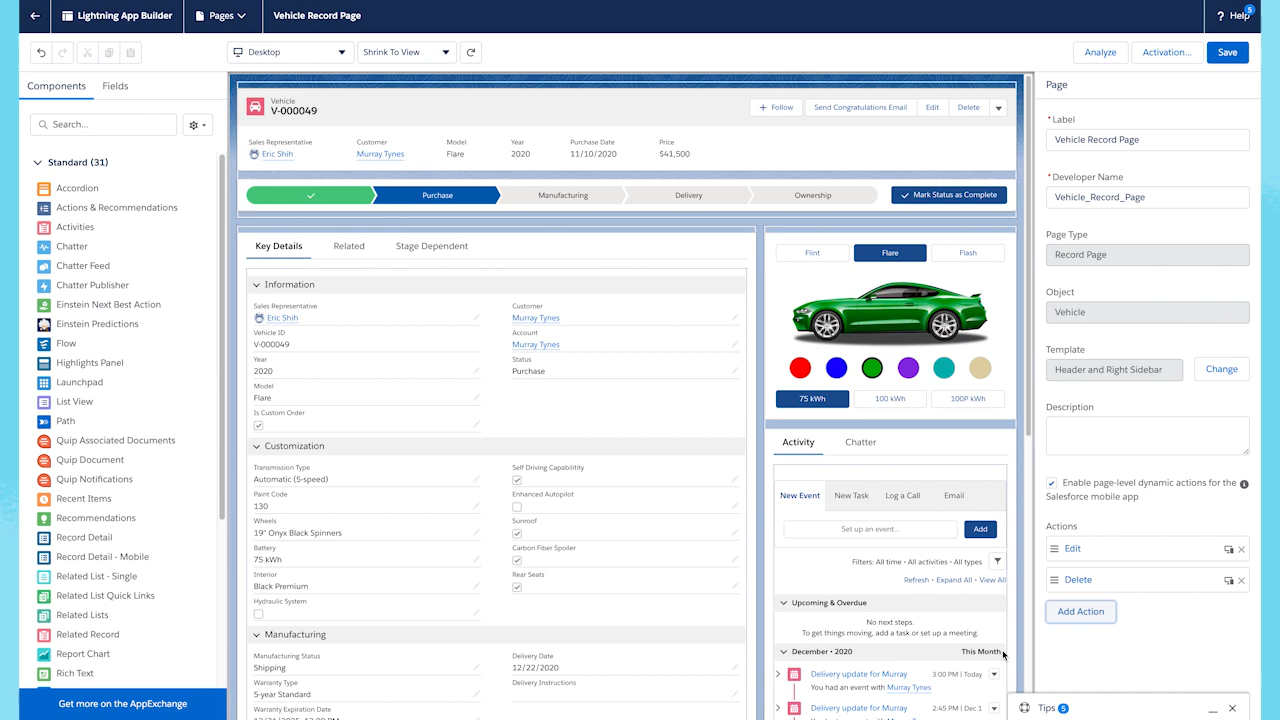 Lightning App Builder
Pages
Vehicle Record Page
? Help
5
Desktop
Shrink To View
Analyze
Activation...
Save
Components
Fields
Search...
Standard (31)
Accordion
Actions & Recommendations
Activities
Chatter
Chatter Feed
Chatter Publisher
Einstein Next Best Action
Einstein Predictions
Flow
Highlights Panel
Launchpad
List View
Path
Quip Associated Documents
Quip Document
Quip Notifications
Recent Items
Recommendations
Record Detail
Record Detail - Mobile
Related List - Single
Related List Quick Links
Related Lists
Related Record
Report Chart
Rich Text
Get more on the AppExchange
Vehicle
V-000049
+ Follow
Send Congratulations Email
Edit
Delete
Sales Representative
Customer
Model
Year
Purchase Date
Price
Eric Shih
Murray Tynes
Flare
2020
11/10/2020
$41,500
Purchase
Manufacturing
Delivery
Ownership
Mark Status as Complete
Key Details
Related
Stage Dependent
Information
Sales Representative
Eric Shih
Customer
Murray Tynes
Vehicle ID
V-000049
Account
Murray Tynes
Year
2020
Status
Purchase
Model
Flare
Is Custom Order
Customization
Transmission Type
Automatic (5-speed)
Self Driving Capabilitity
Paint Code
130
Enhanced Autopilot
Wheels
19" Onyx Black Spinners
Sunroof
Battery
75 kWh
Carbon Fiber Spoiler
Interior
Black Premium
Rear Seats
Hydraulic System
Manufacturing
Manufacturing Status
Shipping
Delivery Date
12/22/2020
Warranty Type
5-year Standard
Delivery Instructions
Warranty Expiration Date
Flint
Flare
Flash
75 kWh
100 kWh
100P kWh
Activity
Chatter
New Event
New Task
Log a Call
Email
Set up an event...
Add
Filters: All time • All activities • All types
Refresh • Expand All • View All
Upcoming & Overdue
No next steps.
To get things moving, add a task or set up a meeting.
December • 2020
This Month
Delivery update for Murray
3:00 PM | Today
You had an event with Murray Tynes
Delivery update for Murray
2:45 PM | Dec 1
Page
* Label
Vehicle Record Page
* Developer Name
Vehicle_Record_Page
Page Type
Record Page
Object
Vehicle
Template
Header and Right Sidebar
Change
Description
Enable page-level dynamic actions for the
Salesforce mobile app
Actions
Edit
Delete
Add Action
Tips
5